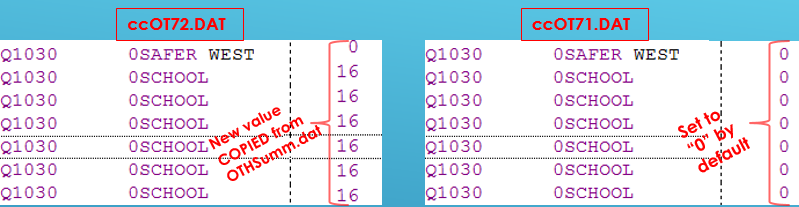 ccOT72.DAT
Q1030 0SAFER WEST 0
Q1030 0SCHOOL 16
Q1030 0SCHOOL 16
Q1030 0SCHOOL 16
Q1030 0SCHOOL 16
Q1030 0SCHOOL 16
Q1030 0SCHOOL 16
New value
COPIED from
OTHSumm.dat
ccOT71.DAT
Q1030 0SAFER WEST 0
Q1030 0SCHOOL 0
Q1030 0SCHOOL 0
Q1030 0SCHOOL 0
Q1030 0SCHOOL 0
Q1030 0SCHOOL 0
Q1030 0SCHOOL 0
Set to
“0” by
default